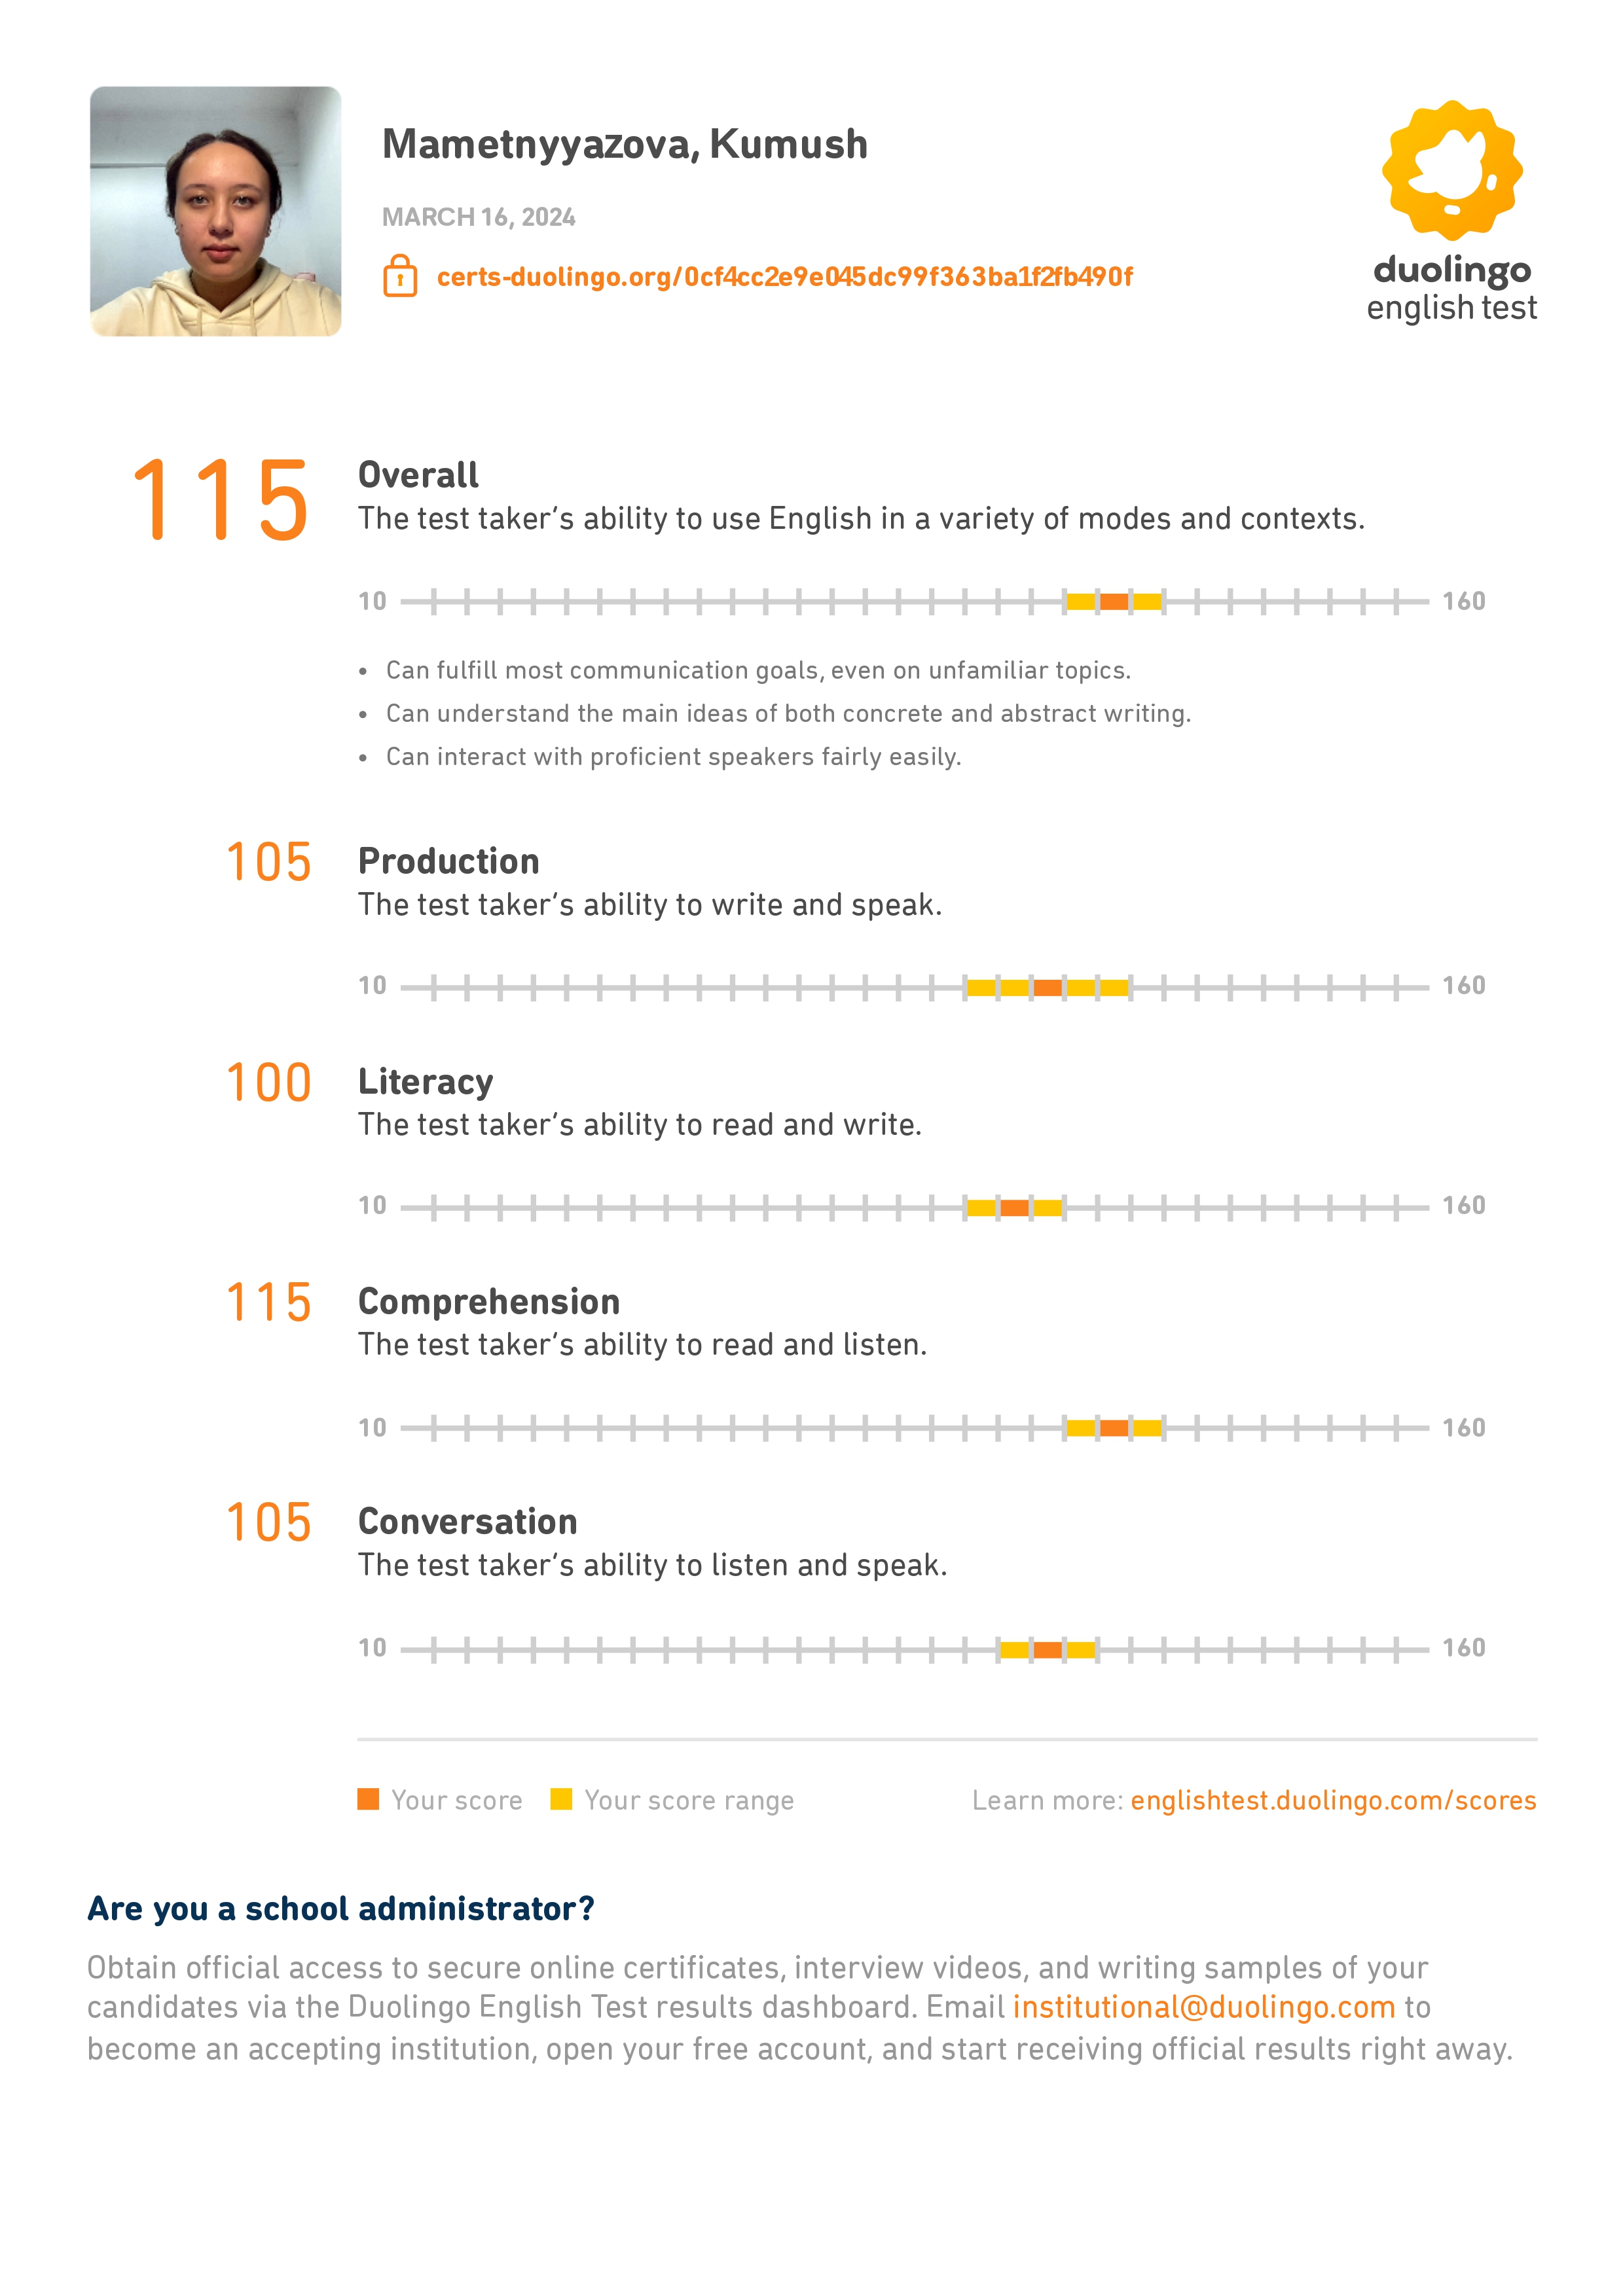 Mametnyyazova, Kumush
MARCH 16, 2024
certs-duolingo.org/0cf4cc2e9e045dc99f363ba1f2fb490f
duolingo
english test
115
Overall
The test taker's ability to use English in a variety of modes and contexts.
10 160
• Can fulfill most communication goals, even on unfamiliar topics.
• Can understand the main ideas of both concrete and abstract writing.
• Can interact with proficient speakers fairly easily.
105 Production
The test taker's ability to write and speak.
10 160
100 Literacy
The test taker's ability to read and write.
10 160
115 Comprehension
The test taker's ability to read and listen.
10 160
105 Conversation
The test taker's ability to listen and speak.
10 160
Your score Your score range Learn more: englishtest.duolingo.com/scores
Are you a school administrator?
Obtain official access to secure online certificates, interview videos, and writing samples of your
candidates via the Duolingo English Test results dashboard. Email institutional@duolingo.com to
become an accepting institution, open your free account, and start receiving official results right away.